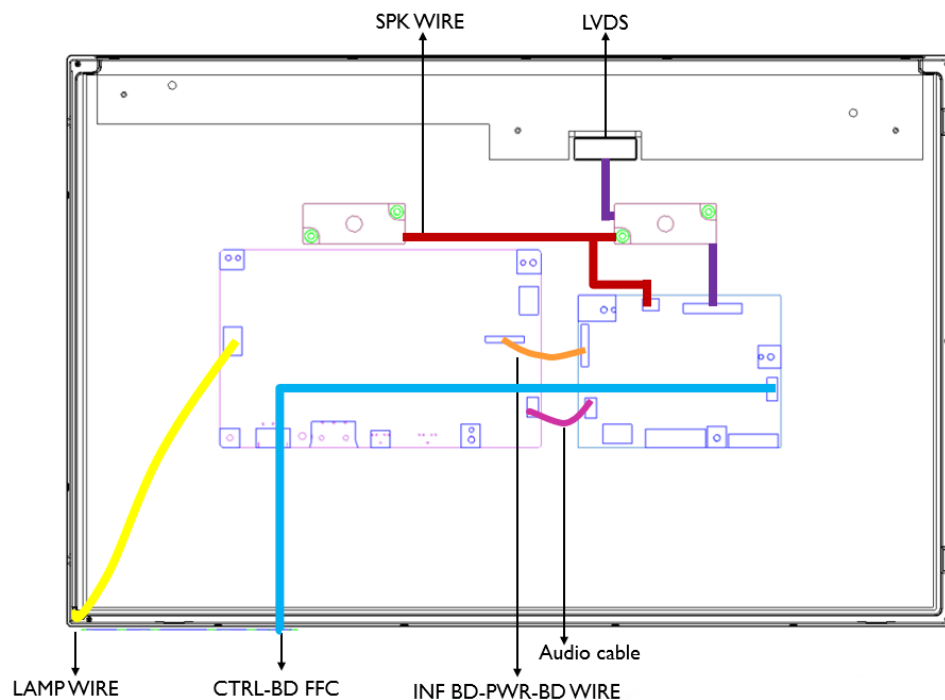 SPK WIRE
LVDS
Audio cable
LAMP WIRE
CTRL-BD FFC
INF BD-PWR-BD WIRE